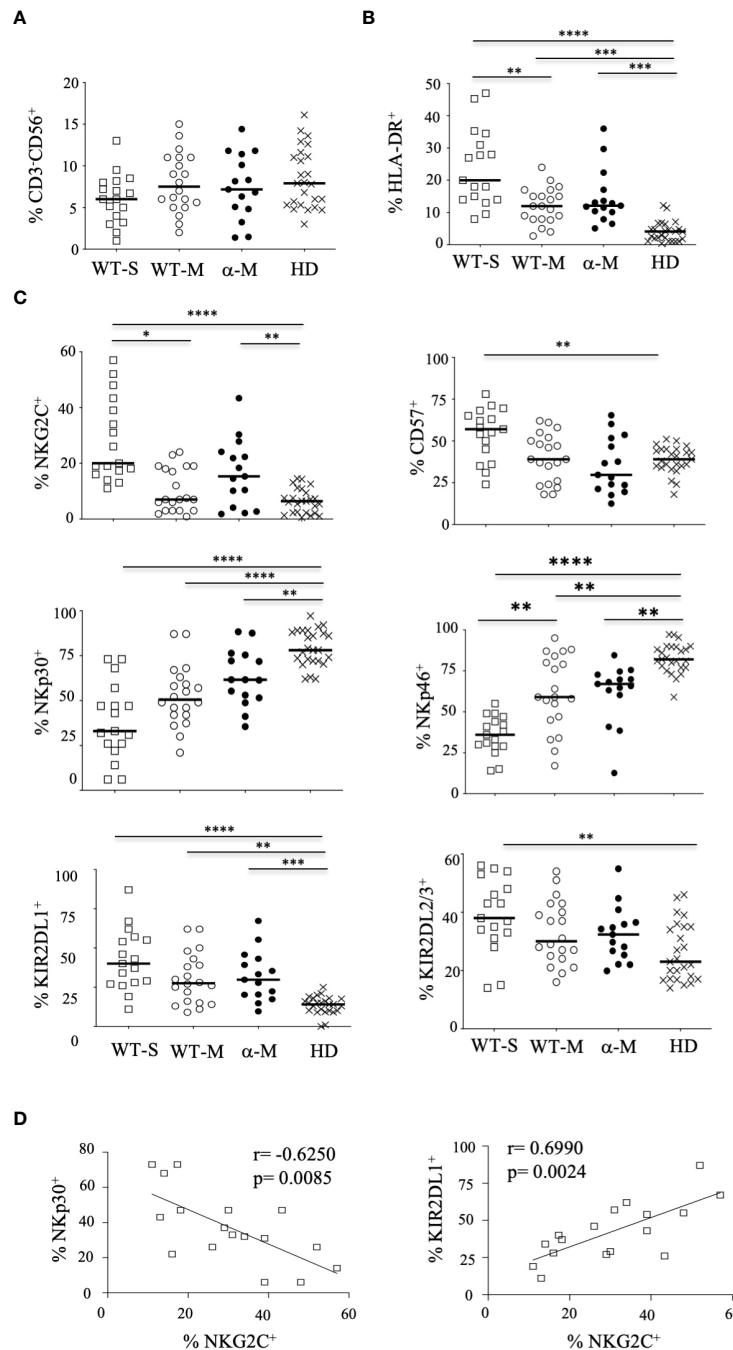 A
% CD3-CD56+
20
15
10
5
0
WT-S WT-M α-M HD
B
****
***
** ***
% HLA-DR+
50
40
30
20
10
0
WT-S WT-M α-M HD
C
****
* **
% NKG2C+
60
40
20
0
**
% CD57+
100
75
50
25
0
****
****
**
% NKp30+
100
75
50
25
0
****
**
** **
% NKp46+
100
75
50
25
0
****
**
***
% KIR2DL1+
100
75
50
25
0
WT-S WT-M α-M HD
**
% KIR2DL2/3+
60
40
20
0
WT-S WT-M α-M HD
D
% NKp30+
80
60
40
20
0
r= -0.6250
p= 0.0085
0 20 40 60
% NKG2C+
% KIR2DL1+
100
75
50
25
0
r= 0.6990
p= 0.0024
0 20 40 6
% NKG2C+